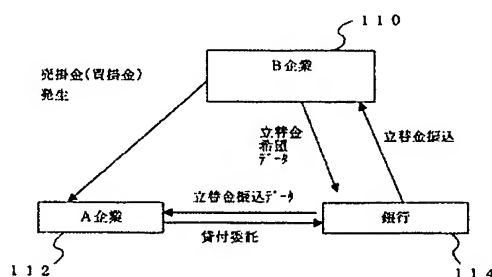 110
B企業
売掛金(買掛金)
発生
立替金
希望
データ
立替金振込
立替金振込データ
A企業
銀行
貸付委託
112
114